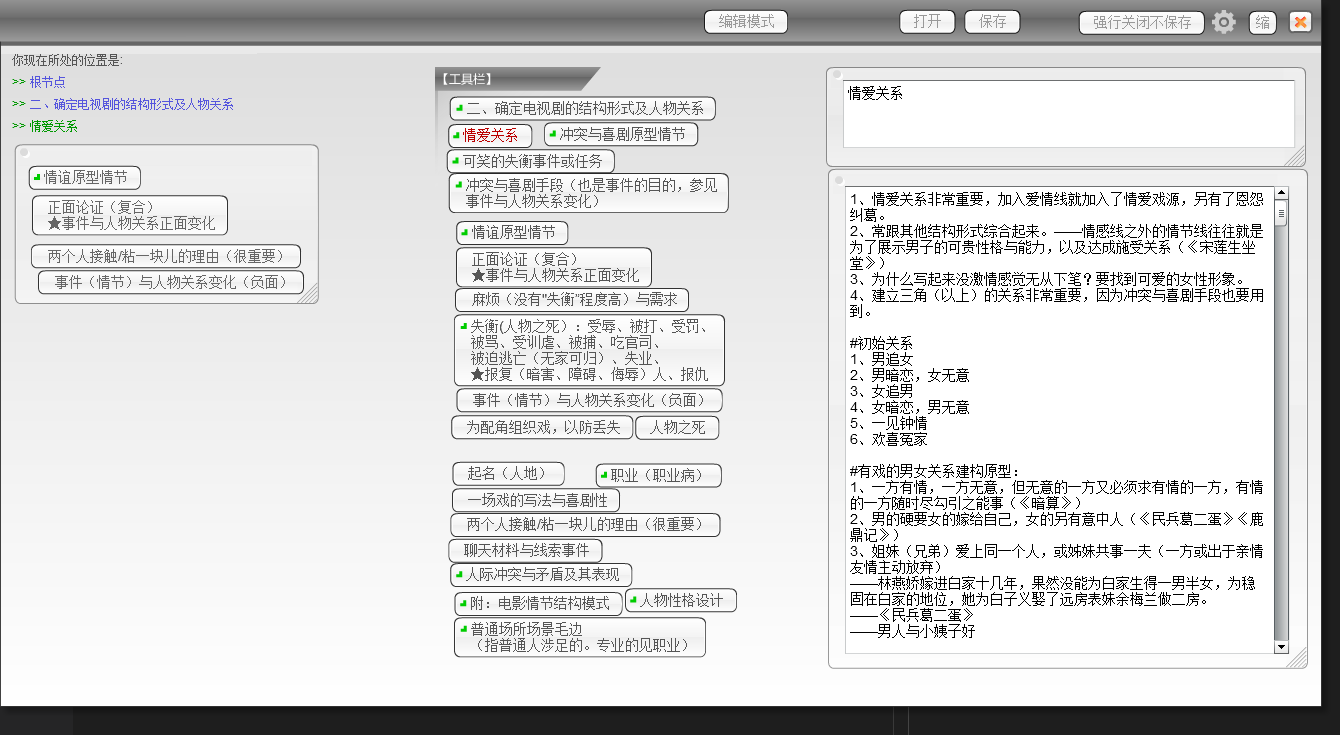 编辑模式
打开
保存
强行关闭不保存
缩
你现在所处的位置是:
>> 根节点
>> 二、确定电视剧的结构形式及人物关系
>> 情爱关系
情谊原型情节
正面论证（复合）
★事件与人物关系正面变化
两个人接触/粘一块儿的理由（很重要）
事件（情节）与人物关系变化（负面）
【工具栏】
二、确定电视剧的结构形式及人物关系
情爱关系
冲突与喜剧原型情节
可笑的失衡事件或任务
冲突与喜剧手段（也是事件的目的，参见
事件与人物关系变化）
情谊原型情节
正面论证（复合）
★事件与人物关系正面变化
麻烦（没有“失衡”程度高）与需求
失衡(人物之死）：受辱、被打、受罚、
被骂、受训虐、被捕、吃官司、
被迫逃亡（无家可归）、失业、
★报复（暗害、障碍、侮辱）人、报仇
事件（情节）与人物关系变化（负面）
为配角组织戏，以防丢失
人物之死
起名（人地）
职业（职业病）
一场戏的写法与喜剧性
两个人接触/粘一块儿的理由（很重要）
聊天材料与线索事件
人际冲突与矛盾及其表现
附：电影情节结构模式
人物性格设计
普通场所场景毛边
（指普通人涉足的。专业的见职业）
情爱关系
1、情爱关系非常重要，加入爱情线就加入了情爱戏源，另有了恩怨
纠葛。
2、常跟其他结构形式综合起来。——情感线之外的情节线往往就是
为了展示男子的可贵性格与能力，以及达成施受关系（《宋莲生坐
堂》）
3、为什么写起来没激情感觉无从下笔？要找到可爱的女性形象。
4、建立三角（以上）的关系非常重要，因为冲突与喜剧手段也要用
到。
#初始关系
1、男追女
2、男暗恋，女无意
3、女追男
4、女暗恋，男无意
5、一见钟情
6、欢喜冤家
#有戏的男女关系建构原型：
1、一方有情，一方无意，但无意的一方又必须求有情的一方，有情
的一方随时尽勾引之能事（《暗算》）
2、男的硬要女的嫁给自己，女的另有意中人（《民兵葛二蛋》《鹿
鼎记》）
3、姐妹（兄弟）爱上同一个人，或姊妹共事一夫（一方或出于亲情
友情主动放弃）
——林燕娇嫁进白家十几年，果然没能为白家生得一男半女，为稳
固在白家的地位，她为白子义娶了远房表妹余梅兰做二房。
——《民兵葛二蛋》
——男人与小姨子好